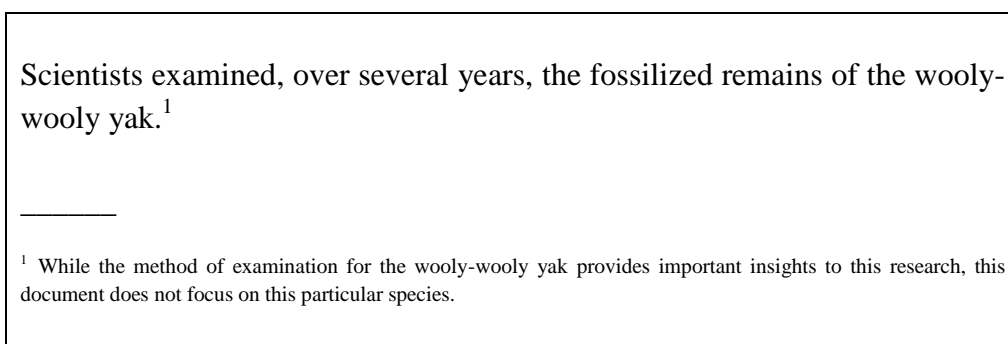 Scientists examined, over several years, the fossilized remains of the wooly-
wooly yak.1
______
1 While the method of examination for the wooly-wooly yak provides important insights to this research, this
document does not focus on this particular species.